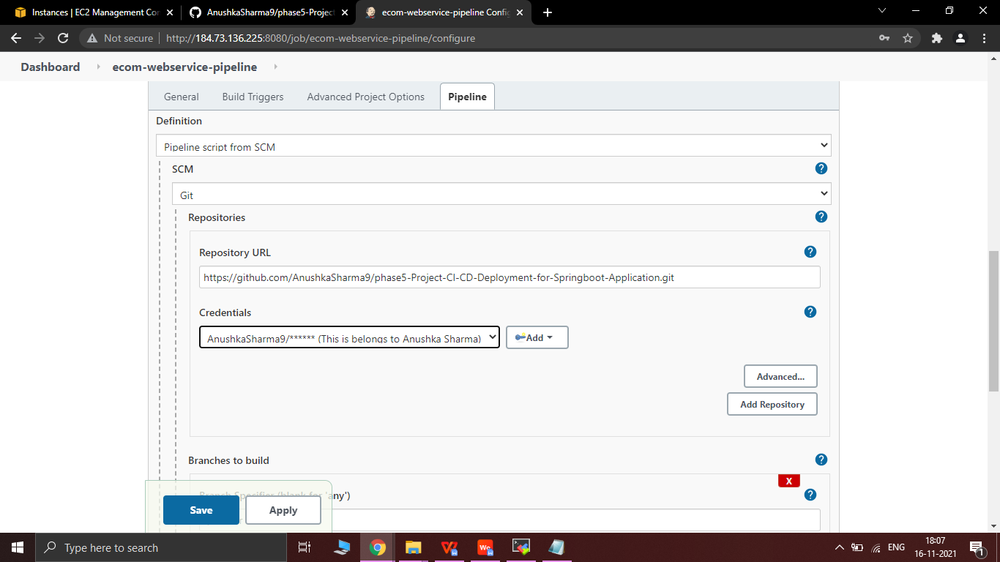 Instances | EC2 Management Con
AnushkaSharma9/phase5-Project
ecom-webservice-pipeline Config
Not secure
http://184.73.136.225:8080/job/ecom-webservice-pipeline/configure
Dashboard
ecom-webservice-pipeline
General
Build Triggers
Advanced Project Options
Pipeline
Definition
Pipeline script from SCM
SCM
?
Git
Repositories
?
Repository URL
?
https://github.com/AnushkaSharma9/phase5-Project-CI-CD-Deployment-for-Springboot-Application.git
Credentials
?
AnushkaSharma9/****** (This is belongs to Anushka Sharma)
Add
Advanced...
Add Repository
Branches to build
?
X
Branch Specifier (blank for 'any')
?
Save
Apply
Type here to search
ENG
18:07
16-11-2021
1